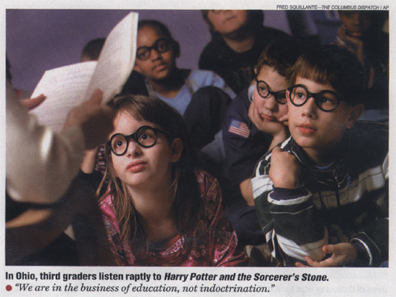 FRED SQUILLANTE—THE COLUMBUS DISPATCH / AP
In Ohio, third graders listen raptly to Harry Potter and the Sorcerer's Stone.
● "We are in the business of education, not indoctrination."